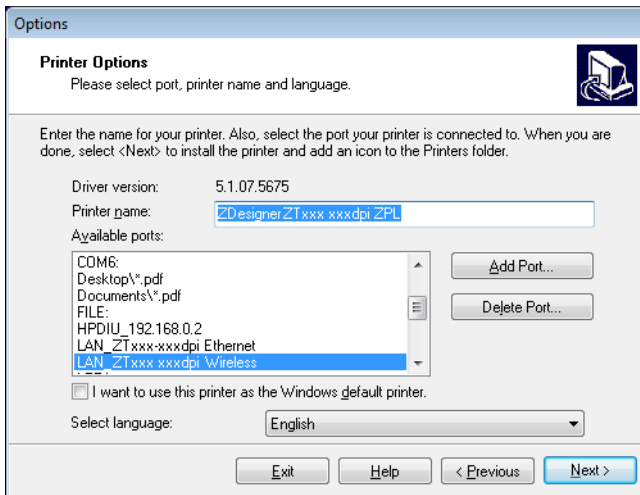 Options
Printer Options
Please select port, printer name and language.
Enter the name for your printer. Also, select the port your printer is connected to. When you are
done, select <Next> to install the printer and add an icon to the Printers folder.
Driver version: 5.1.07.5675
Printer name: ZDesignerZTxxx xxxdpi ZPL
Available ports:
COM6:
Desktop\*.pdf
Documents\*.pdf
FILE:
HPDIU_192.168.0.2
LAN_ZTxxx-xxxdpi Ethernet
LAN_ZTxxx xxxdpi Wireless
Add Port...
Delete Port...
I want to use this printer as the Windows default printer.
Select language: English
Exit Help < Previous Next >